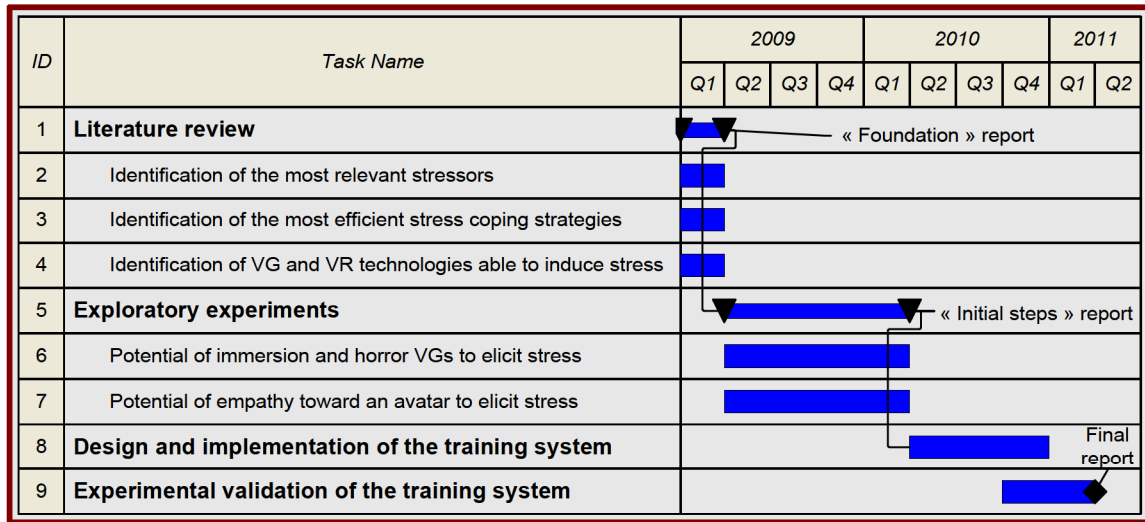 ID Task Name 2009 2010 2011
Q1 Q2 Q3 Q4 Q1 Q2 Q3 Q4 Q1 Q2
1 Literature review « Foundation » report
2 Identification of the most relevant stressors
3 Identification of the most efficient stress coping strategies
4 Identification of VG and VR technologies able to induce stress
5 Exploratory experiments « Initial steps » report
6 Potential of immersion and horror VGs to elicit stress
7 Potential of empathy toward an avatar to elicit stress
8 Design and implementation of the training system
Final
report
9 Experimental validation of the training system